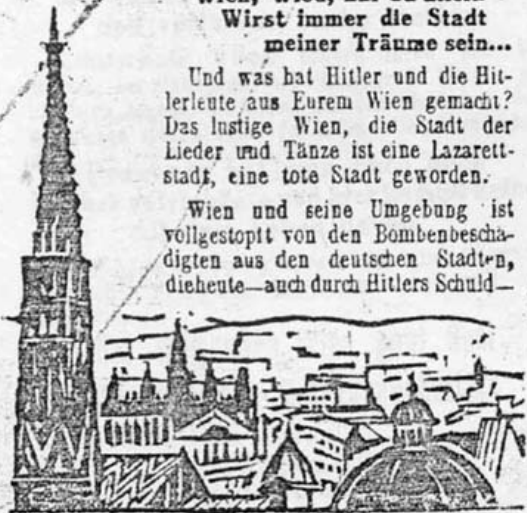 Wirst immer die Stadt
meiner Träume sein...
Und was hat Hitler und die Hit-
lerleute aus Eurem Wien gemacht?
Das lustige Wien, die Stadt der
Lieder und Tänze ist eine Lazarett-
stadt, eine tote Stadt geworden.
Wien und seine Umgebung ist
vollgestopft von den Bombenbeschä-
digten aus den deutschen Stadten,
dieheute—auch durch Hitlers Schuld—